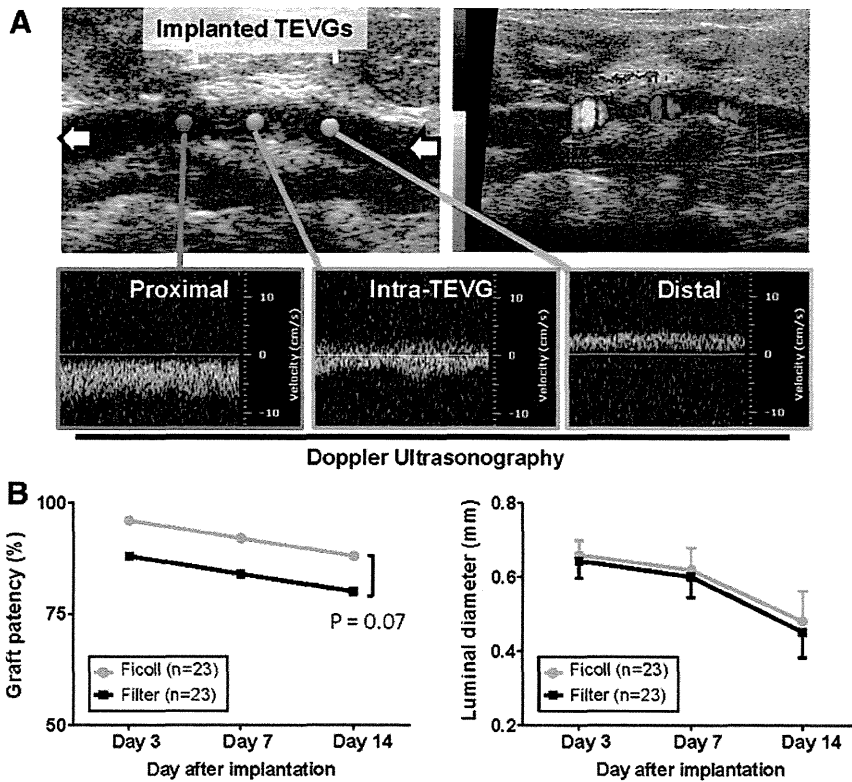 A
Implanted TEVGs
Proximal
10
0
-10
Velocity (cm/s)
Intra-TEVG
10
0
-10
Velocity (cm/s)
Distal
10
0
-10
Velocity (cm/s)
Doppler Ultrasonography
B
100
75
50
Graft patency (%)
P = 0.07
Ficoll (n=23)
Filter (n=23)
Day 3 Day 7 Day 14
Day after implantation
0.8
0.6
0.4
0.2
Luminal diameter (mm)
Ficoll (n=23)
Filter (n=23)
Day 3 Day 7 Day 14
Day after implantation